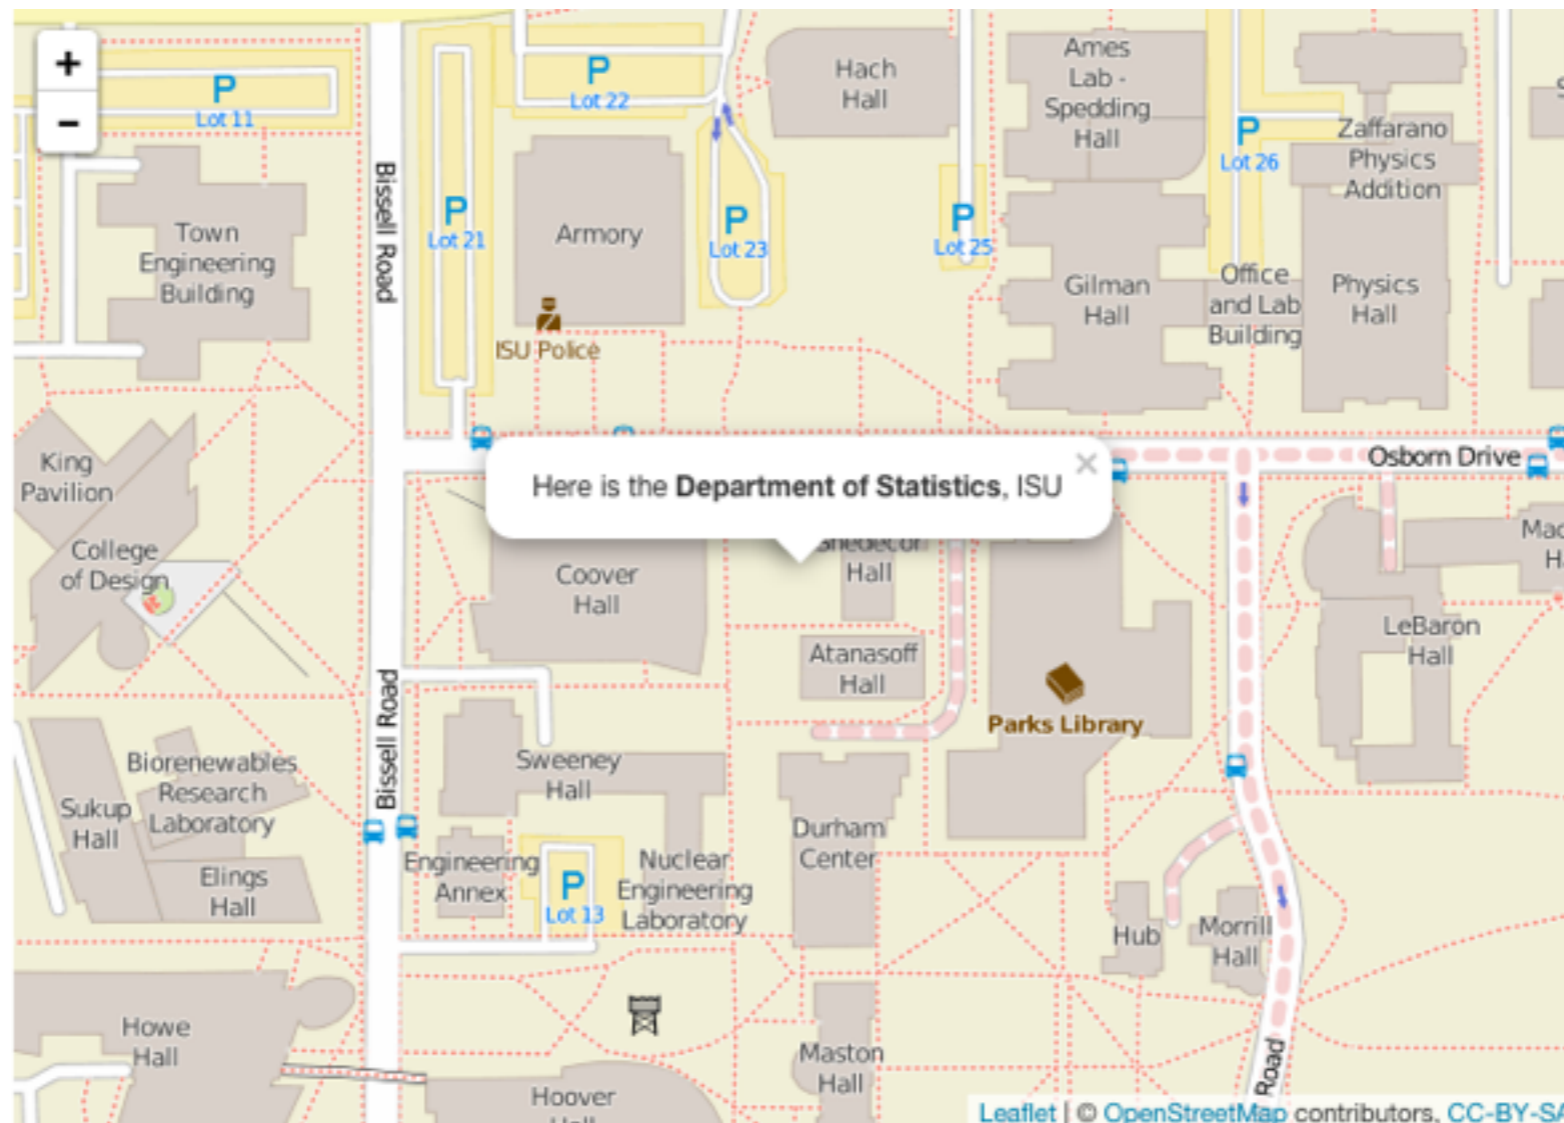 +
−
P
Lot 11
P
Lot 22
Hach
Hall
Ames
Lab -
Spedding
Hall
P
Lot 26
Zaffarano
Physics
Addition
Bissell Road
P
Lot 21
Armory
P
Lot 23
P
Lot 25
Town
Engineering
Building
Gilman
Hall
Office
and Lab
Building
Physics
Hall
ISU Police
King
Pavilion
Osborn Drive
Here is the Department of Statistics, ISU
×
College
of Design
Coover
Hall
Snedecor
Hall
Atanasoff
Hall
LeBaron
Hall
Parks Library
Bissell Road
Sweeney
Hall
Biorenewables
Research
Laboratory
Sukup
Hall
Elings
Hall
Engineering
Annex
P
Lot 13
Nuclear
Engineering
Laboratory
Durham
Center
Hub
Morrill
Hall
Howe
Hall
Maston
Hall
Hoover
Road
Leaflet | © OpenStreetMap contributors, CC-BY-SA